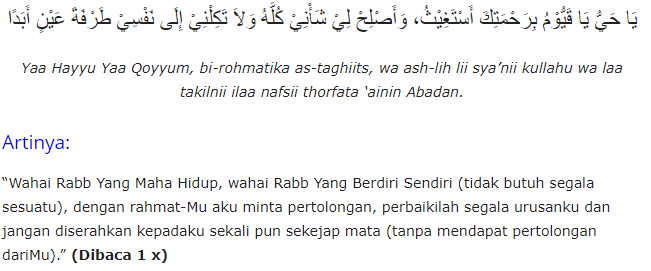 يَا حَيُّ يَا قَيُّوْمُ بِرَحْمَتِكَ أَسْتَغِيْثُ، وَأَصْلِحْ لِيْ شَأْنِيْ كُلَّهُ وَلاَ تَكِلْنِيْ إِلَى نَفْسِيْ طَرْفَةَ عَيْنٍ أَبَدًا
Yaa Hayyu Yaa Qoyyum, bi-rohmatika as-taghiits, wa ash-lih lii sya’nii kullahu wa laa
takilnii ilaa nafsii thorfata ‘ainin Abadan.
Artinya:
“Wahai Rabb Yang Maha Hidup, wahai Rabb Yang Berdiri Sendiri (tidak butuh segala
sesuatu), dengan rahmat-Mu aku minta pertolongan, perbaikilah segala urusanku dan
jangan diserahkan kepadaku sekali pun sekejap mata (tanpa mendapat pertolongan
dariMu).” (Dibaca 1 x)